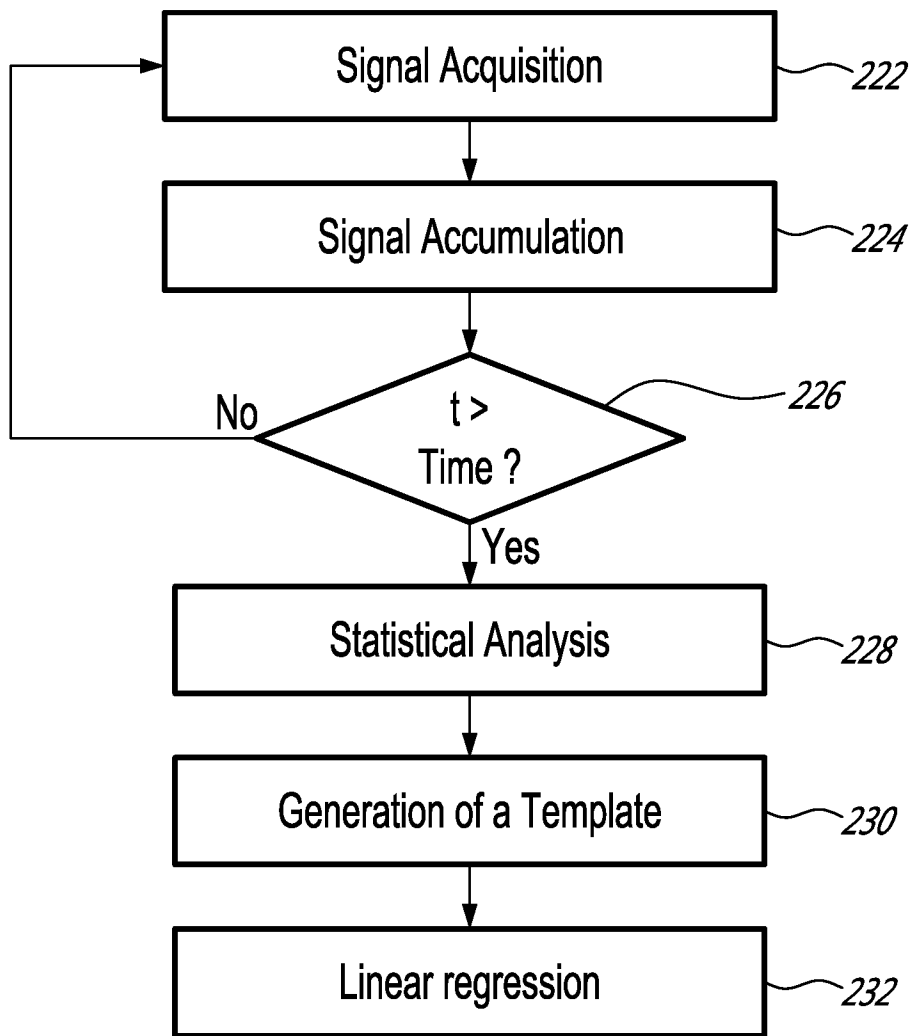 Signal Acquisition
222
Signal Accumulation
224
t >
Time ?
226
No
Yes
Statistical Analysis
228
Generation of a Template
230
Linear regression
232